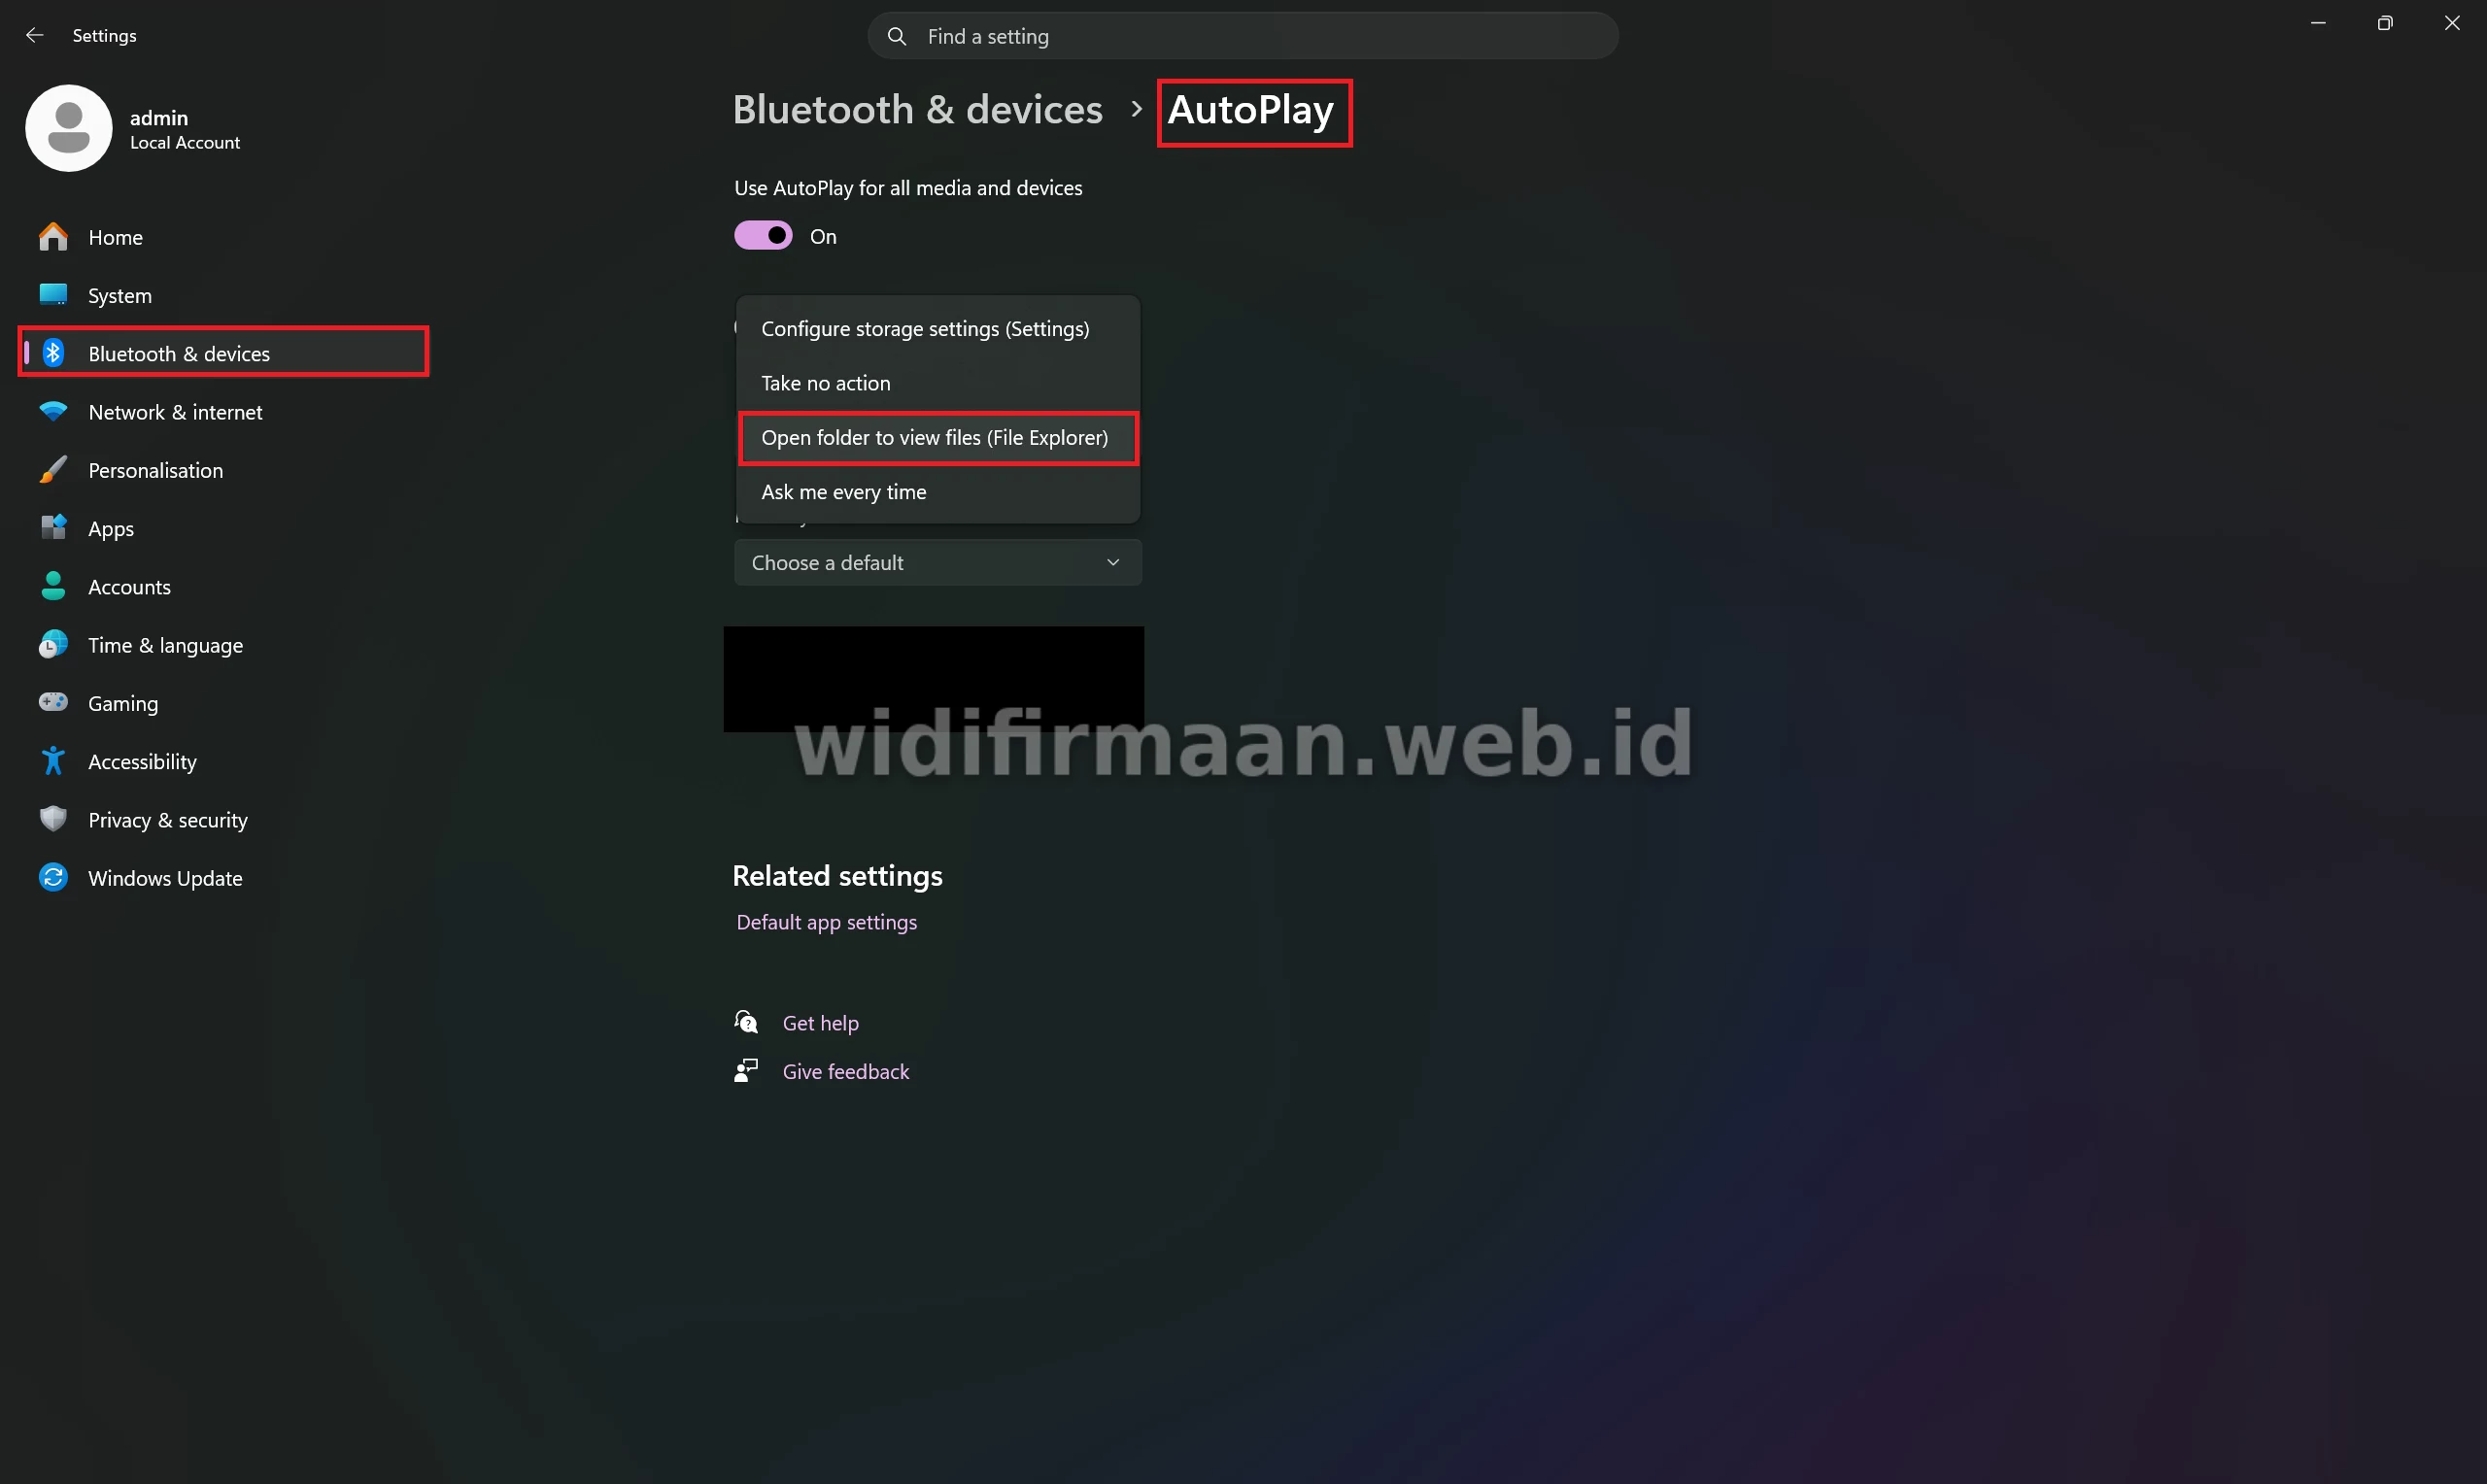 Settings
Find a setting
admin
Local Account
Bluetooth & devices > AutoPlay
Use AutoPlay for all media and devices
On
Home
System
Bluetooth & devices
Network & internet
Personalisation
Apps
Accounts
Time & language
Gaming
Accessibility
Privacy & security
Windows Update
Configure storage settings (Settings)
Take no action
Open folder to view files (File Explorer)
Ask me every time
Choose a default
widifirmaan.web.id
Related settings
Default app settings
Get help
Give feedback